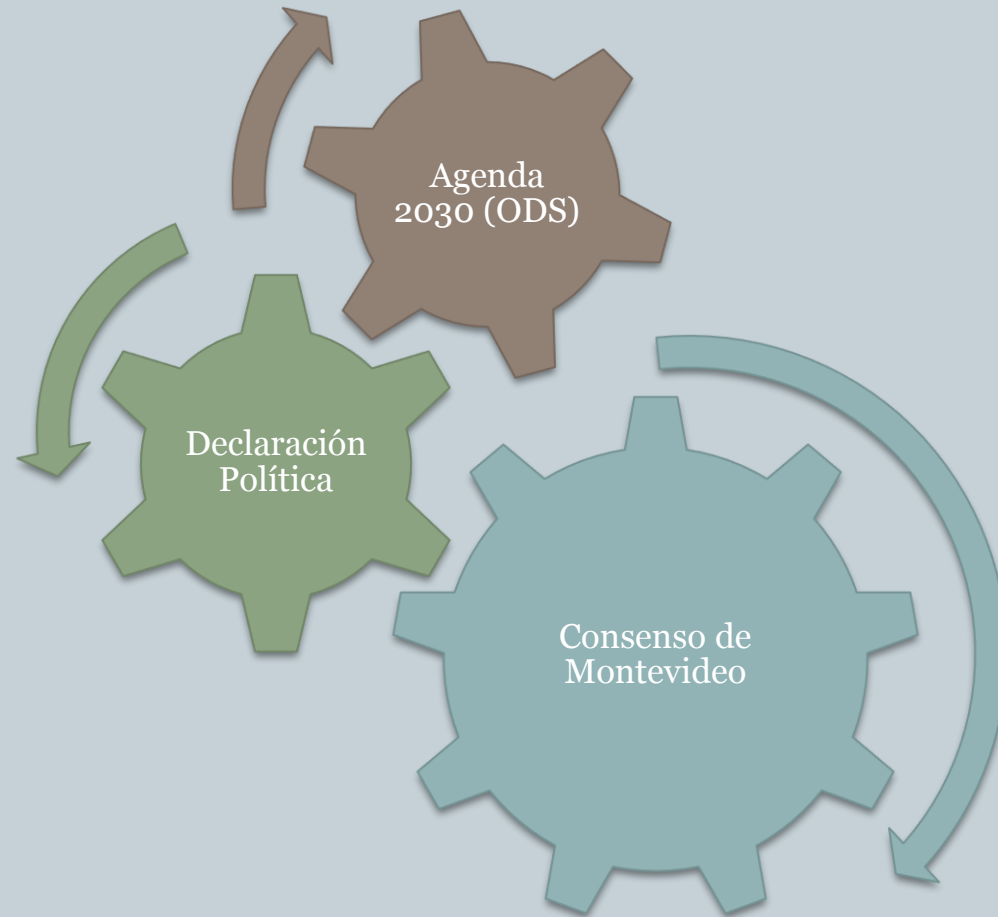 Agenda
2030 (ODS)
Declaración
Política
Consenso de
Montevideo